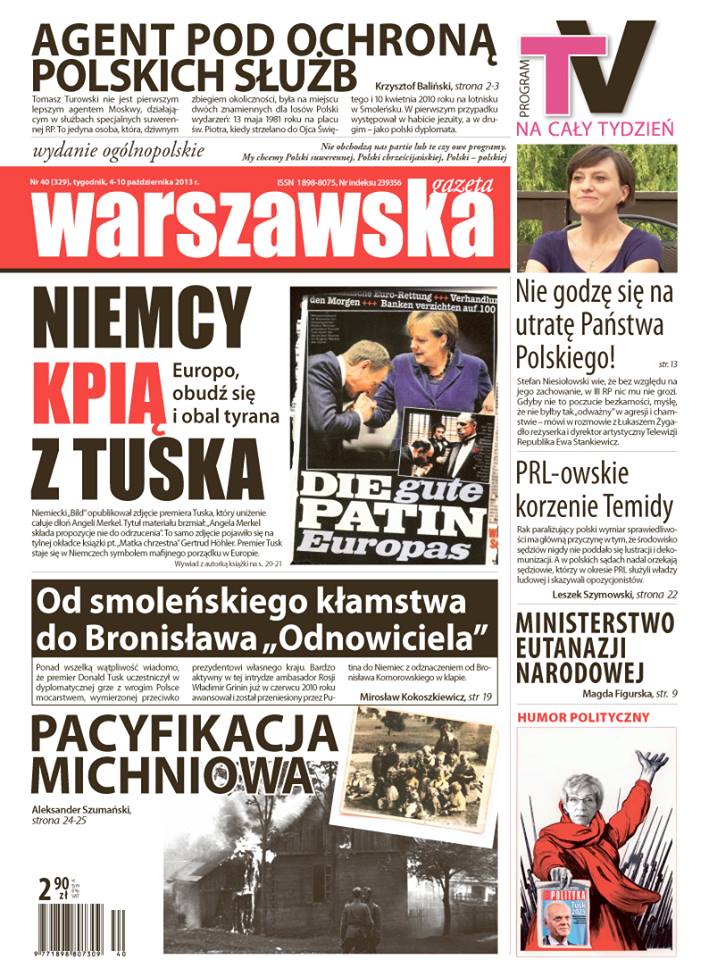 AGENT POD OCHRONĄ
POLSKICH SŁUŻB
Krzysztof Baliński, strona 2-3
Tomasz Turowski nie jest pierwszym
lepszym agentem Moskwy, działają-
cym w służbach specjalnych suweren-
nej RP. To jedyna osoba, która, dziwnym
zbiegiem okoliczności, była na miejscu
dwóch znamiennych dla losów Polski
wydarzeń: 13 maja 1981 roku na placu
św. Piotra, kiedy strzelano do Ojca Świę-
tego i 10 kwietnia 2010 roku na lotnisku
w Smoleńsku. W pierwszym przypadku
występował w habicie jezuity, a w dru-
gim – jako polski dyplomata.
wydanie ogólnopolskie
Nie obchodzą nas partie lub te czy owe programy.
My chcemy Polski suwerennej, Polski chrześcijańskiej, Polski – polskiej
PROGRAM
TV
NA CAŁY TYDZIEŃ
Nr 40 (329), tygodnik, 4-10 października 2013 r.
ISSN 1898-8075, Nr indeksu 239356
gazeta
warszawska
NIEMCY
KPIĄ
Z TUSKA
Europo,
obudź się
i obal tyrana
Niemiecki „Bild” opublikował zdjęcie premiera Tuska, który uniżenie
całuje dłoń Angeli Merkel. Tytuł materiału brzmiał: „Angela Merkel
składa propozycje nie do odrzucenia”. To samo zdjęcie pojawiło się na
tylnej okładce książki pt. „Matka chrzestna” Gertrud Höhler. Premier Tusk
staje się w Niemczech symbolem mafijnego porządku w Europie.
Wywiad z autorką książki na s. 20-21
Euro-Rettung +++ Verhandlun
den Morgen +++ Banken verzichten auf 100
DIE gute
PATIN
Europas
Nie godzę się na
utratę Państwa
Polskiego!
str. 13
Stefan Niesiołowski wie, że bez względu na
jego zachowanie, w III RP nic mu nie grozi.
Gdyby nie to poczucie bezkarności, myślę,
że nie byłby tak „odważny” w agresji i cham-
stwie – mówi w rozmowie z Łukaszem Żyga-
dło reżyserka i dyrektor artystyczny Telewizji
Republika Ewa Stankiewicz.
PRL-owskie
korzenie Temidy
Rak paraliżujący polski wymiar sprawiedliwo-
ści ma główną przyczynę w tym, że środowisko
sędziów nigdy nie poddało się lustracji i deko-
munizacji. A w polskich sądach nadal orzekają
sędziowie, którzy w okresie PRL służyli władzy
ludowej i skazywali opozycjonistów.
Leszek Szymowski, strona 22
MINISTERSTWO
EUTANAZJI
NARODOWEJ
Magda Figurska, str. 9
Od smoleńskiego kłamstwa
do Bronisława „Odnowiciela”
Ponad wszelką wątpliwość wiadomo,
że premier Donald Tusk uczestniczył w
dyplomatycznej grze z wrogim Polsce
mocarstwem, wymierzonej przeciwko
prezydentowi własnego kraju. Bardzo
aktywny w tej intrydze ambasador Rosji
Władimir Grinin już w czerwcu 2010 roku
awansował i został przeniesiony przez Pu-
tina do Niemiec z odznaczeniem od Bro-
nisława Komorowskiego w klapie.
Mirosław Kokoszkiewicz, str 19
PACYFIKACJA
MICHNIOWA
Aleksander Szumański,
strona 24-25
2 90 zł
9 771898 807309
40
HUMOR POLITYCZNY
POLITYKA
Tusk
2025